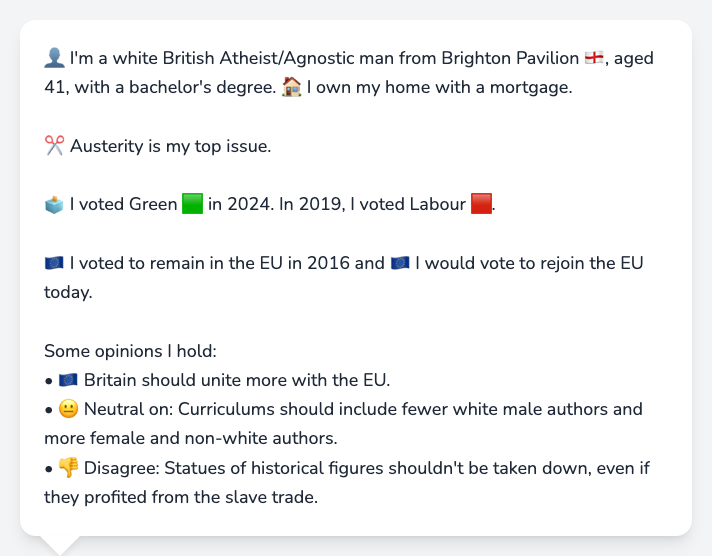 👤 I'm a white British Atheist/Agnostic man from Brighton Pavilion 🏴󠁧󠁢󠁥󠁮󠁧󠁿, aged
41, with a bachelor's degree. 🏠 I own my home with a mortgage.
✂️ Austerity is my top issue.
🗳️ I voted Green 🟩 in 2024. In 2019, I voted Labour 🟥.
🇪🇺 I voted to remain in the EU in 2016 and 🇪🇺 I would vote to rejoin the EU
today.
Some opinions I hold:
• 🇪🇺 Britain should unite more with the EU.
• 😐 Neutral on: Curriculums should include fewer white male authors and
more female and non-white authors.
• 👎 Disagree: Statues of historical figures shouldn't be taken down, even if
they profited from the slave trade.